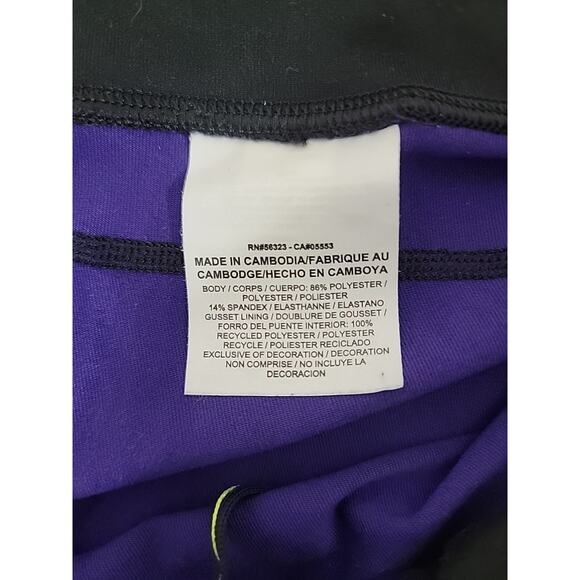 RN#56323 - CA#05553
MADE IN CAMBODIA/FABRIQUE AU
CAMBODGE/HECHO EN CAMBOYA
BODY / CORPS / CUERPO: 86% POLYESTER /
POLYESTER / POLIESTER
14% SPANDEX / ELASTHANNE / ELASTANO
GUSSET LINING / DOUBLURE DE GOUSSET /
FORRO DEL PUENTE INTERIOR: 100%
RECYCLED POLYESTER / POLYESTER
RECYCLE / POLIESTER RECICLADO
EXCLUSIVE OF DECORATION / DECORATION
NON COMPRISE / NO INCLUYE LA
DECORACION